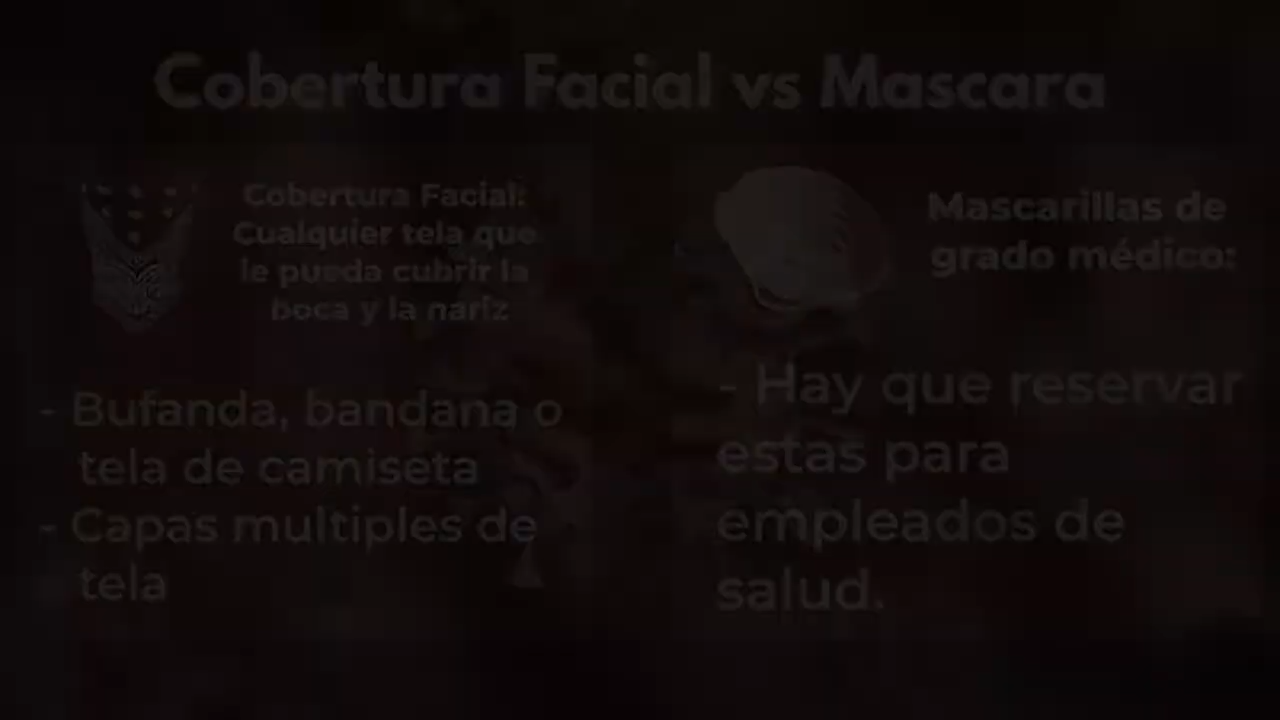 Cobertura Facial vs Mascara
Cobertura Facial:
Cualquier tela que
le pueda cubrir la
boca y la nariz
- Bufanda, bandana o
tela de camiseta
- Capas multiples de
tela
Mascarillas de
grado médico:
- Hay que reservar
estas para
empleados de
salud.